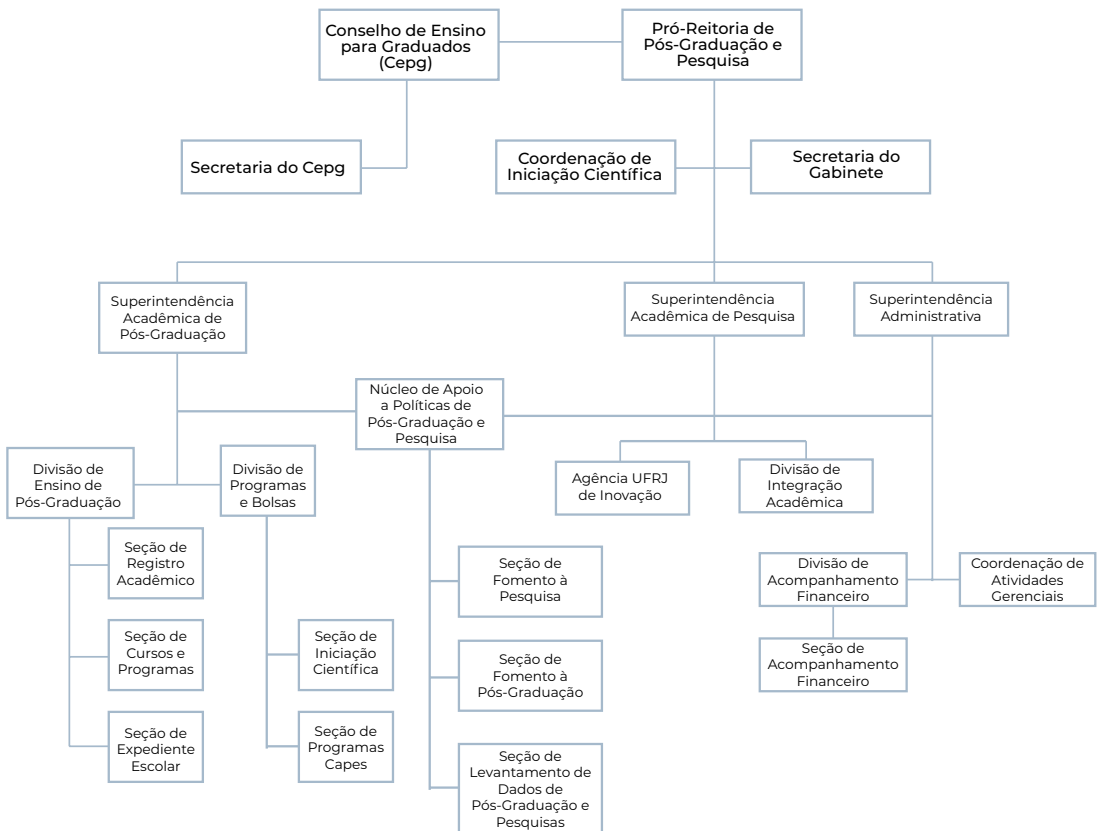 Conselho de Ensino
para Graduados
(Cepg)
Pró-Reitoria de
Pós-Graduação e
Pesquisa
Secretaria do Cepg
Coordenação de
Iniciação Científica
Secretaria do
Gabinete
Superintendência
Acadêmica de
Pós-Graduação
Superintendência
Acadêmica de Pesquisa
Superintendência
Administrativa
Núcleo de Apoio
a Políticas de
Pós-Graduação e
Pesquisa
Divisão de
Ensino de
Pós-Graduação
Divisão de
Programas
e Bolsas
Agência UFRJ
de Inovação
Divisão de
Integração
Acadêmica
Seção de
Registro
Acadêmico
Seção de
Fomento à
Pesquisa
Divisão de
Acompanhamento
Financeiro
Coordenação de
Atividades
Gerenciais
Seção de
Cursos e
Programas
Seção de
Iniciação
Científica
Seção de
Fomento à
Pós-Graduação
Seção de
Acompanhamento
Financeiro
Seção de
Expediente
Escolar
Seção de
Programas
Capes
Seção de
Levantamento de
Dados de
Pós-Graduação e
Pesquisas